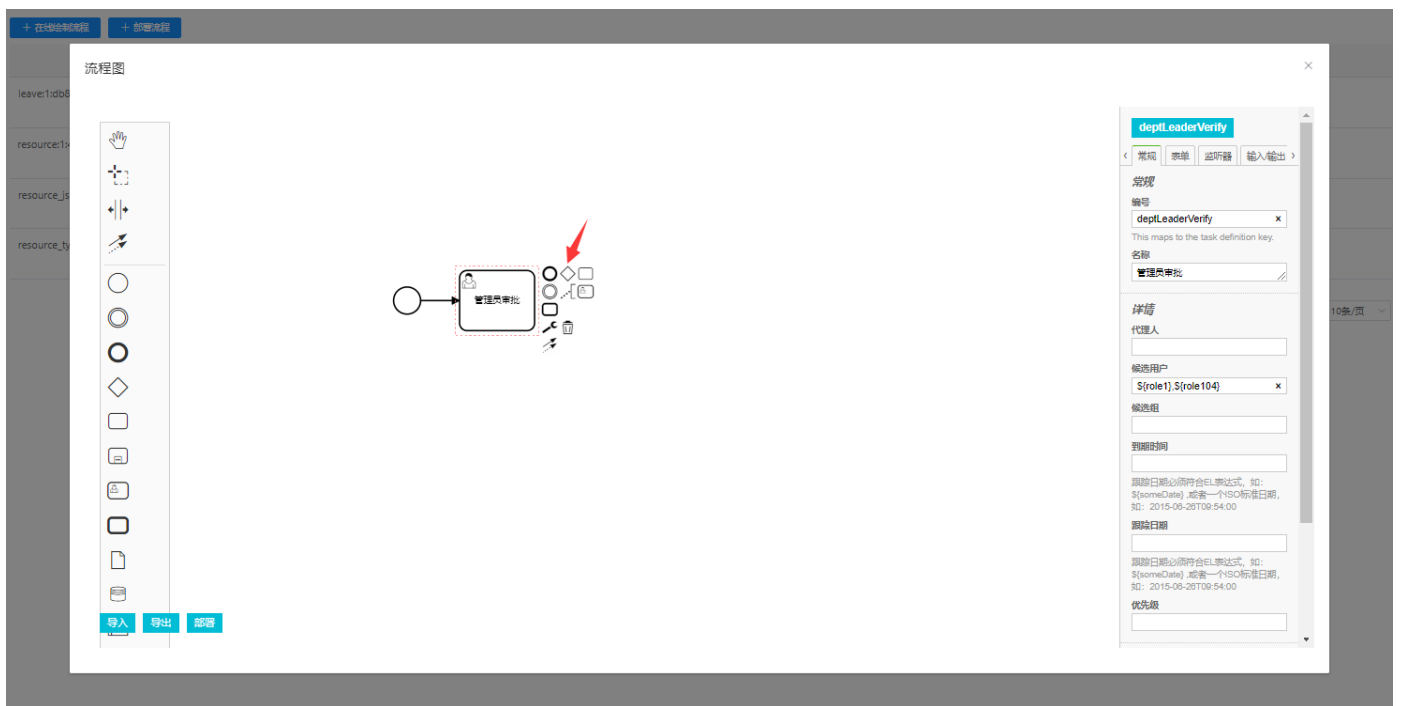 + 在线绘制流程
+ 部署流程
流程图
×
leave:1:db8
resource:1:4
resource_js
resource_ty
10条/页
管理员审批
导入
导出
部署
deptLeaderVerify
常规
表单
监听器
输入/输出
常规
编号
deptLeaderVerify
This maps to the task definition key.
名称
管理员审批
详情
代理人
候选用户
${role1},${role104}
候选组
到期时间
跟踪日期必须符合EL表达式，如:
${someDate} ,或者一个ISO标准日期，
如：2015-06-26T09:54:00
跟踪日期
跟踪日期必须符合EL表达式，如:
${someDate} ,或者一个ISO标准日期，
如：2015-06-26T09:54:00
优先级